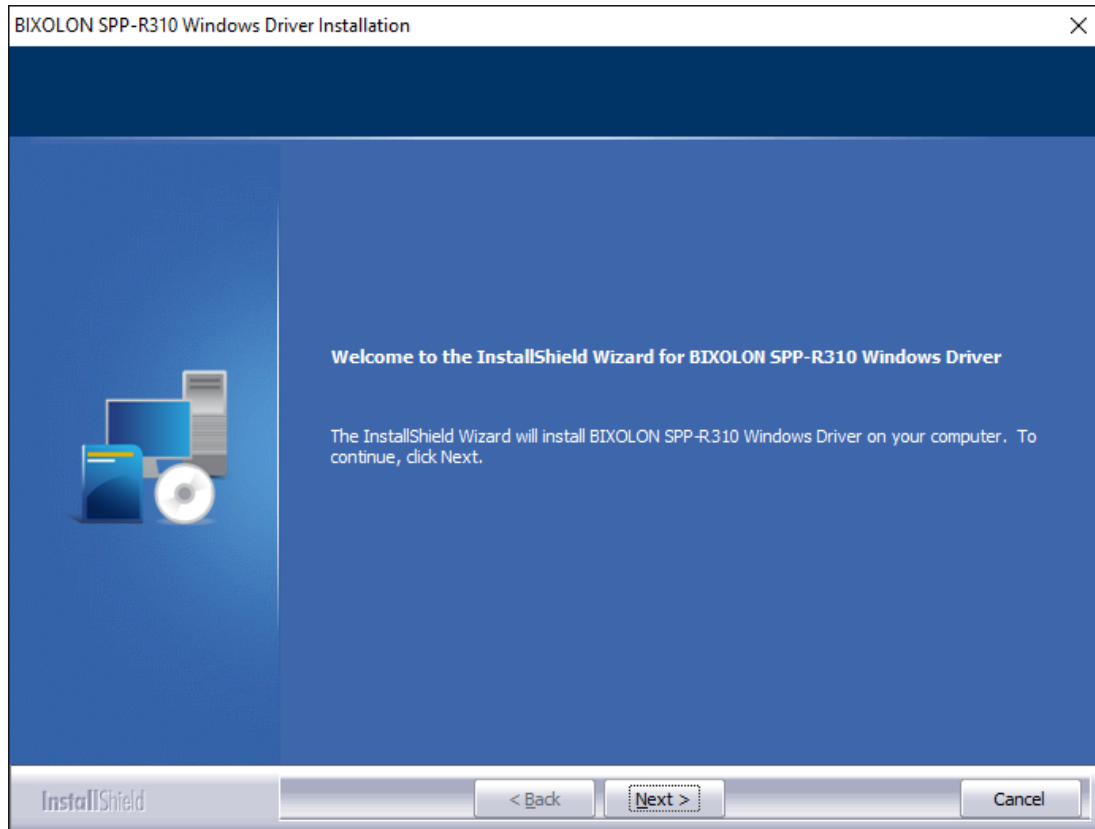 BIXOLON SPP-R310 Windows Driver Installation
Welcome to the InstallShield Wizard for BIXOLON SPP-R310 Windows Driver
The InstallShield Wizard will install BIXOLON SPP-R310 Windows Driver on your computer. To
continue, click Next.
InstallShield
< Back
Next >
Cancel